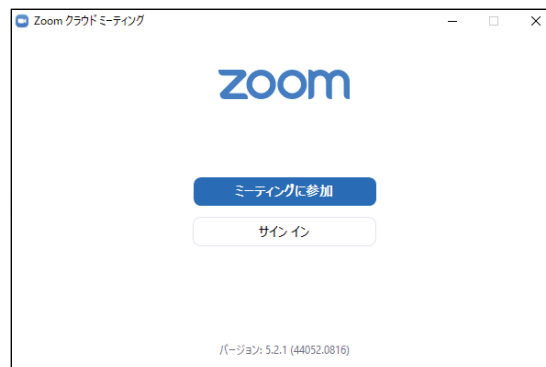 Zoom クラウド ミーティング
zoom
ミーティングに参加
サイン イン
バージョン: 5.2.1 (44052.0816)